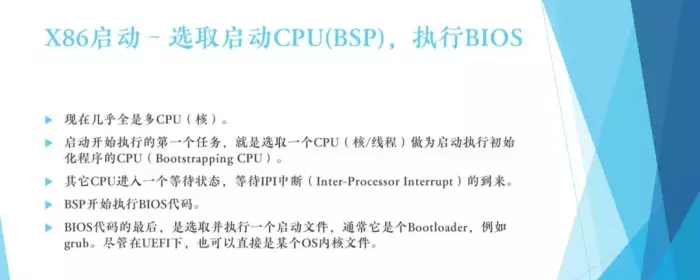 X86启动 – 选取启动CPU(BSP)，执行BIOS
现在几乎全是多CPU（核）。
启动开始执行的第一个任务，就是选取一个CPU（核/线程）做为启动执行初始
化程序的CPU（Bootstrapping CPU）。
其它CPU进入一个等待状态，等待IPI中断（Inter-Processor Interrupt）的到来。
BSP开始执行BIOS代码。
BIOS代码的最后，是选取并执行一个启动文件，通常它是个Bootloader，例如
grub。尽管在UEFI下，也可以直接是某个OS内核文件。